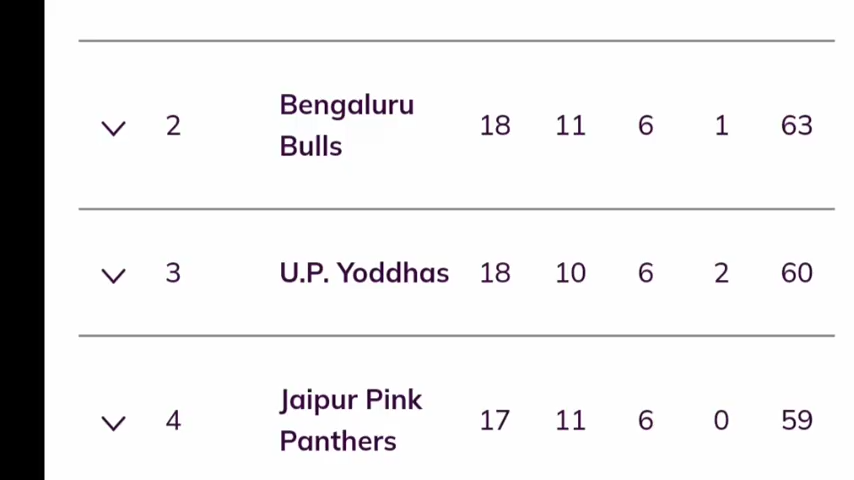 2 Bengaluru Bulls 18 11 6 1 63
3 U.P. Yoddhas 18 10 6 2 60
4 Jaipur Pink Panthers 17 11 6 0 59